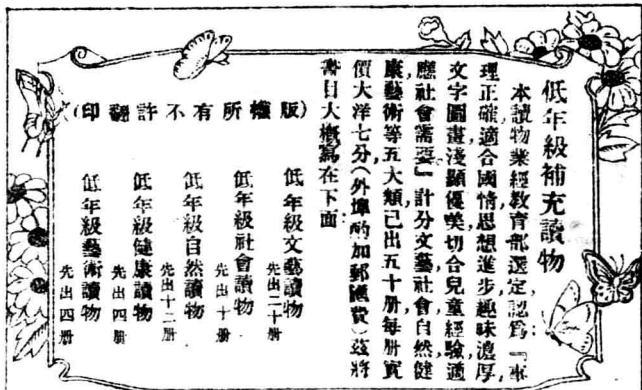 低年級補充讀物
本讀物業經教育部選定，認爲『事
理正確，適合國情，思想進步，趣味濃厚，
文字圖畫，淺顯優美，切合兒童經驗，適
應社會需要』計分文藝社會自然健
康藝術等五大類，已出五十册，每册實
價大洋七分(外埠酌加郵匯費)茲將
書目大概寫在下面：
低年級文藝讀物 先出二十册
低年級社會讀物 先出十册
低年級自然讀物 先出十二册
低年級健康讀物 先出四册
低年級藝術讀物 先出四册
(版權所有不許翻印)